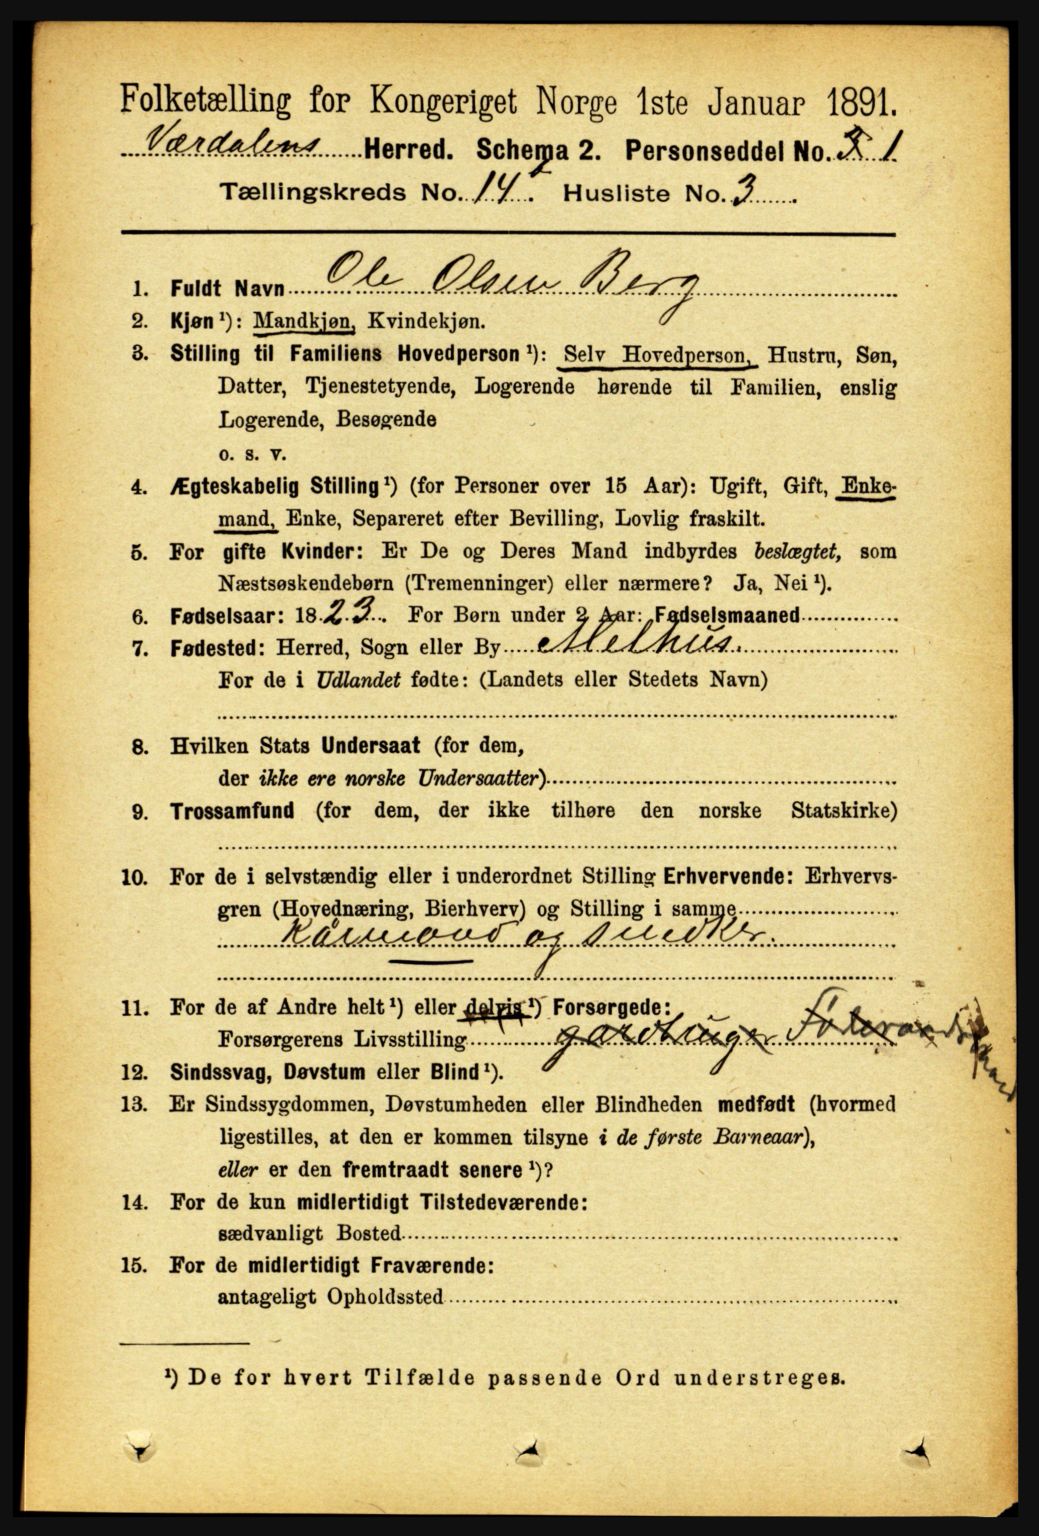 Folketælling for Kongeriget Norge 1ste Januar 1891.
Værdalens Herred. Schema 2. Personseddel No. 1.
Tællingskreds No. 14. Husliste No. 3.
1. Fuldt Navn Ole Olsen Berg
2. Kjøn ¹): Mandkjøn, Kvindekjøn.
3. Stilling til Familiens Hovedperson ¹): Selv Hovedperson, Hustru, Søn,
Datter, Tjenestetyende, Logerende hørende til Familien, enslig
Logerende, Besøgende
o. s. v.
4. Ægteskabelig Stilling ¹) (for Personer over 15 Aar): Ugift, Gift, Enke-
mand, Enke, Separeret efter Bevilling, Lovlig fraskilt.
5. For gifte Kvinder: Er De og Deres Mand indbyrdes beslægtet, som
Næstsøskendebørn (Tremenninger) eller nærmere? Ja, Nei ¹).
6. Fødselsaar: 1823. For Børn under 2 Aar: Fødselsmaaned
7. Fødested: Herred, Sogn eller By Melhus.
For de i Udlandet fødte: (Landets eller Stedets Navn)
8. Hvilken Stats Undersaat (for dem,
der ikke ere norske Undersaatter)
9. Trossamfund (for dem, der ikke tilhøre den norske Statskirke)
10. For de i selvstændig eller i underordnet Stilling Erhvervende: Erhvervs-
gren (Hovednæring, Bierhverv) og Stilling i samme
Kaarmand og snedker.
11. For de af Andre helt ¹) eller delvis ¹) Forsørgede:
Forsørgerens Livsstilling gardbruger Føderaads
12. Sindssvag, Døvstum eller Blind ¹).
13. Er Sindssygdommen, Døvstumheden eller Blindheden medfødt (hvormed
ligestilles, at den er kommen tilsyne i de første Barneaar),
eller er den fremtraadt senere ¹)?
14. For de kun midlertidigt Tilstedeværende:
sædvanligt Bosted
15. For de midlertidigt Fraværende:
antageligt Opholdssted
¹) De for hvert Tilfælde passende Ord understreges.